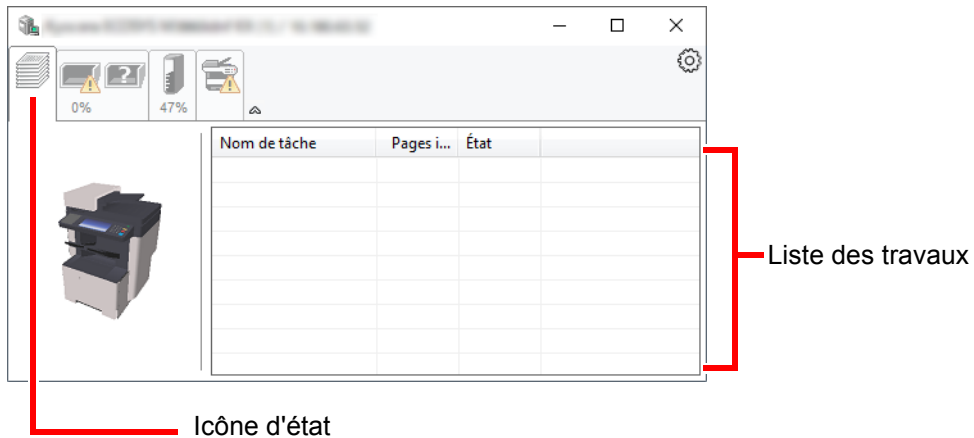 0%
?
47%
Nom de tâche Pages i... État
Liste des travaux
Icône d'état